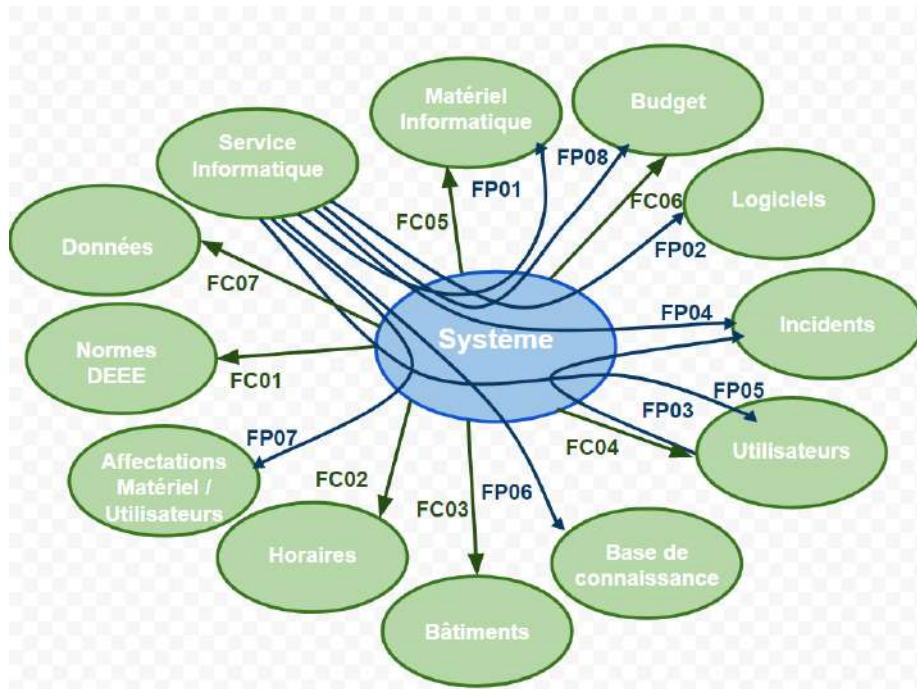 Matériel
Informatique
Budget
Service
Informatique
FP01
FP08
FC05
FC06
Logiciels
FP02
Données
FC07
FP04
Système
Incidents
Normes
DEEE
FC01
FP05
FP03
FP07
FC04
Utilisateurs
Affectations
Matériel /
Utilisateurs
FC02
FP06
FC03
Horaires
Base de
connaissance
Bâtiments